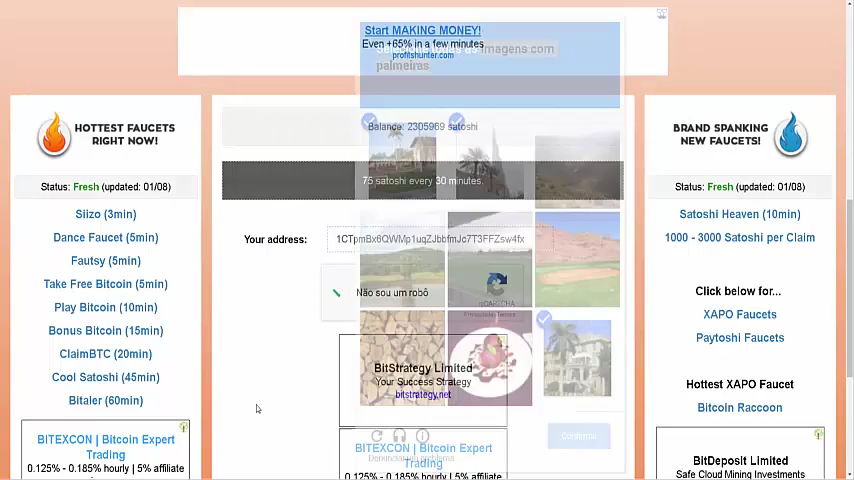 Start MAKING MONEY!
Even +65% in a few minutes
profitshunter.com
imagens com
palmeiras
HOTTEST FAUCETS
RIGHT NOW!
Status: Fresh (updated: 01/08)
Siizo (3min)
Dance Faucet (5min)
Fautsy (5min)
Take Free Bitcoin (5min)
Play Bitcoin (10min)
Bonus Bitcoin (15min)
ClaimBTC (20min)
Cool Satoshi (45min)
Bitaler (60min)
BITEXCON | Bitcoin Expert
Trading
0.125% - 0.185% hourly | 5% affiliate
Balance: 2305969 satoshi
75 satoshi every 30 minutes.
Your address:
1CTpmBx6QWMp1uqZJbbfmJc7T3FFZsw4fx
Não sou um robô
reCAPTCHA
BitStrategy Limited
Your Success Strategy
bitstrategy.net
Confirmar
BITEXCON | Bitcoin Expert
Trading
0.125% - 0.185% hourly | 5% affiliate
BRAND SPANKING
NEW FAUCETS!
Status: Fresh (updated: 01/08)
Satoshi Heaven (10min)
1000 - 3000 Satoshi per Claim
Click below for...
XAPO Faucets
Paytoshi Faucets
Hottest XAPO Faucet
Bitcoin Raccoon
BitDeposit Limited
Safe Cloud Mining Investments